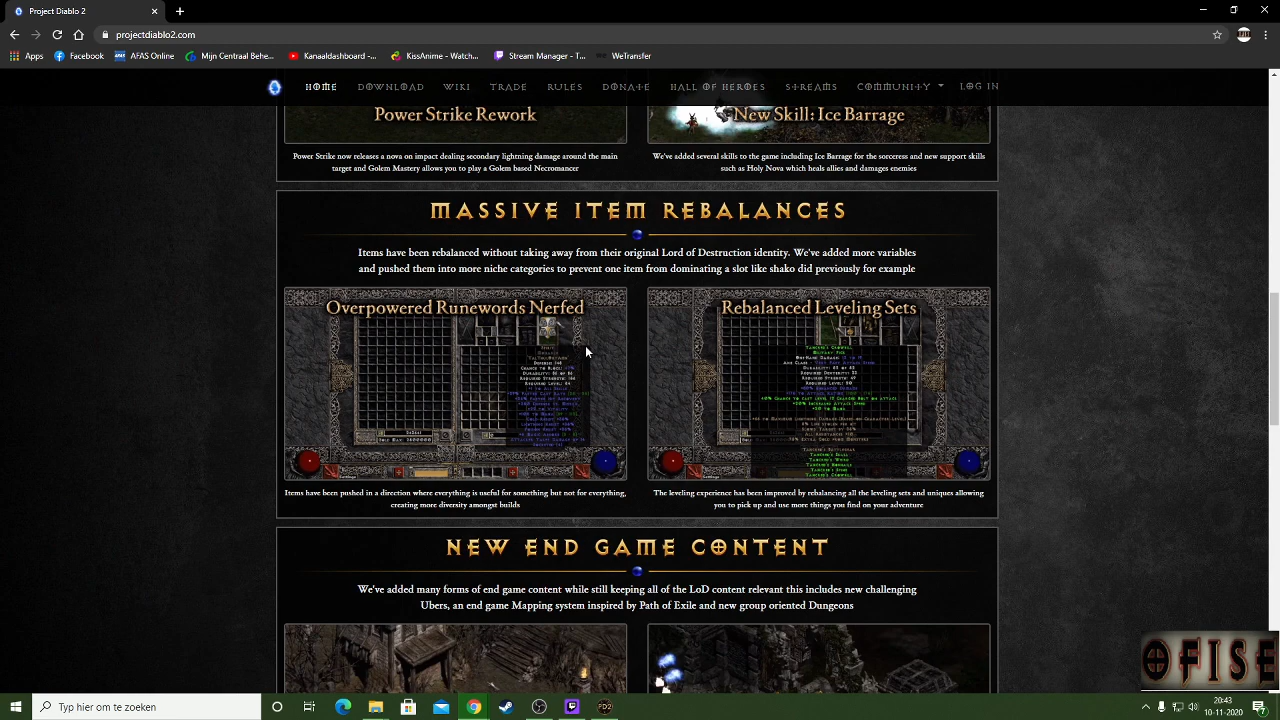 Project Diablo 2
projectdiablo2.com
Apps
Facebook
AFAS Online
Mijn Centraal Behe...
Kanaaldashboard -...
KissAnime - Watch...
Stream Manager - T...
WeTransfer
HOME DOWNLOAD WIKI TRADE RULES DONATE HALL OF HEROES STREAMS COMMUNITY LOG IN
Power Strike Rework
New Skill: Ice Barrage
Power Strike now releases a nova on impact dealing secondary lightning damage around the main
target and Golem Mastery allows you to play a Golem based Necromancer
We've added several skills to the game including Ice Barrage for the sorceress and new support skills
such as Holy Nova which heals allies and damages enemies
MASSIVE ITEM REBALANCES
Items have been rebalanced without taking away from their original Lord of Destruction identity. We've added more variables
and pushed them into more niche categories to prevent one item from dominating a slot like shako did previously for example
Overpowered Runewords Nerfed
Rebalanced Leveling Sets
Items have been pushed in a direction where everything is useful for something but not for everything,
creating more diversity amongst builds
The leveling experience has been improved by rebalancing all the leveling sets and uniques allowing
you to pick up and use more things you find on your adventure
NEW END GAME CONTENT
We've added many forms of end game content while still keeping all of the LoD content relevant this includes new challenging
Ubers, an end game Mapping system inspired by Path of Exile and new group oriented Dungeons
OFISE
Typ hier om te zoeken
PD2
20:43
10-11-2020